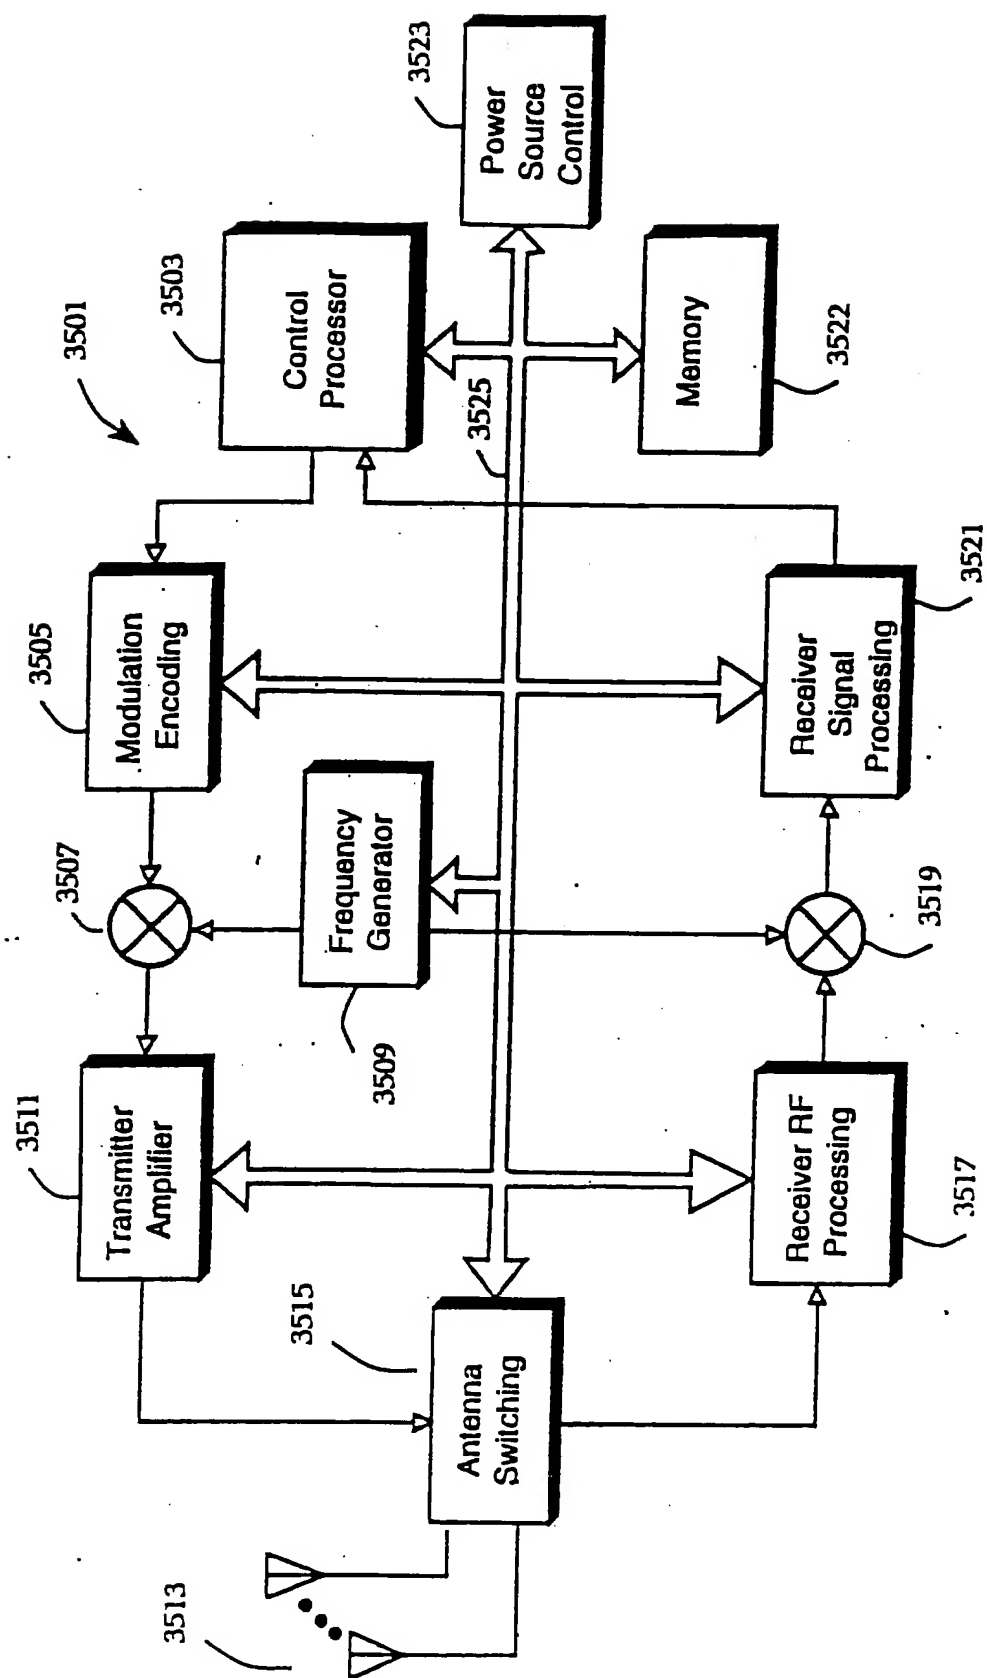 3501
3523
Power
Source
Control
3503
Control
Processor
3505
Modulation
Encoding
3525
Memory
3522
3507
Frequency
Generator
3509
Receiver
Signal
Processing
3521
3519
3511
Transmitter
Amplifier
Receiver RF
Processing
3517
3515
Antenna
Switching
3513